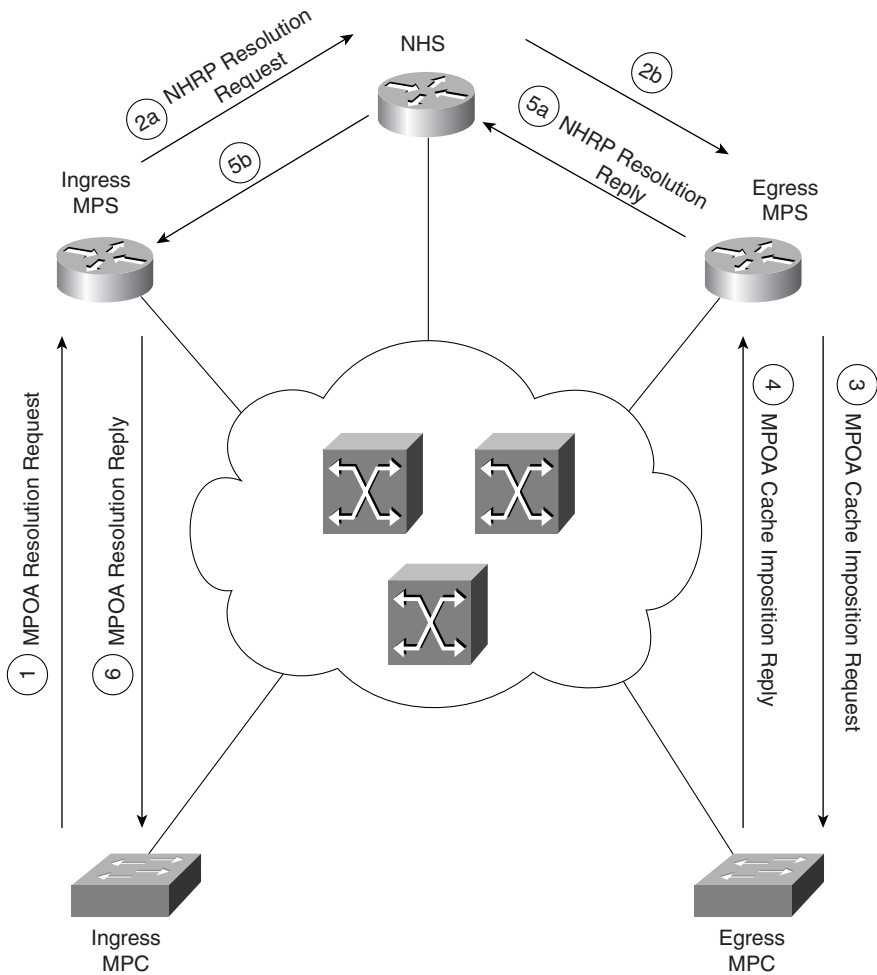 NHS
2a NHRP Resolution
Request
2b
5a NHRP Resolution
Reply
5b
Ingress
MPS
Egress
MPS
1 MPOA Resolution Request
6 MPOA Resolution Reply
4 MPOA Cache Imposition Reply
3 MPOA Cache Imposition Request
Ingress
MPC
Egress
MPC